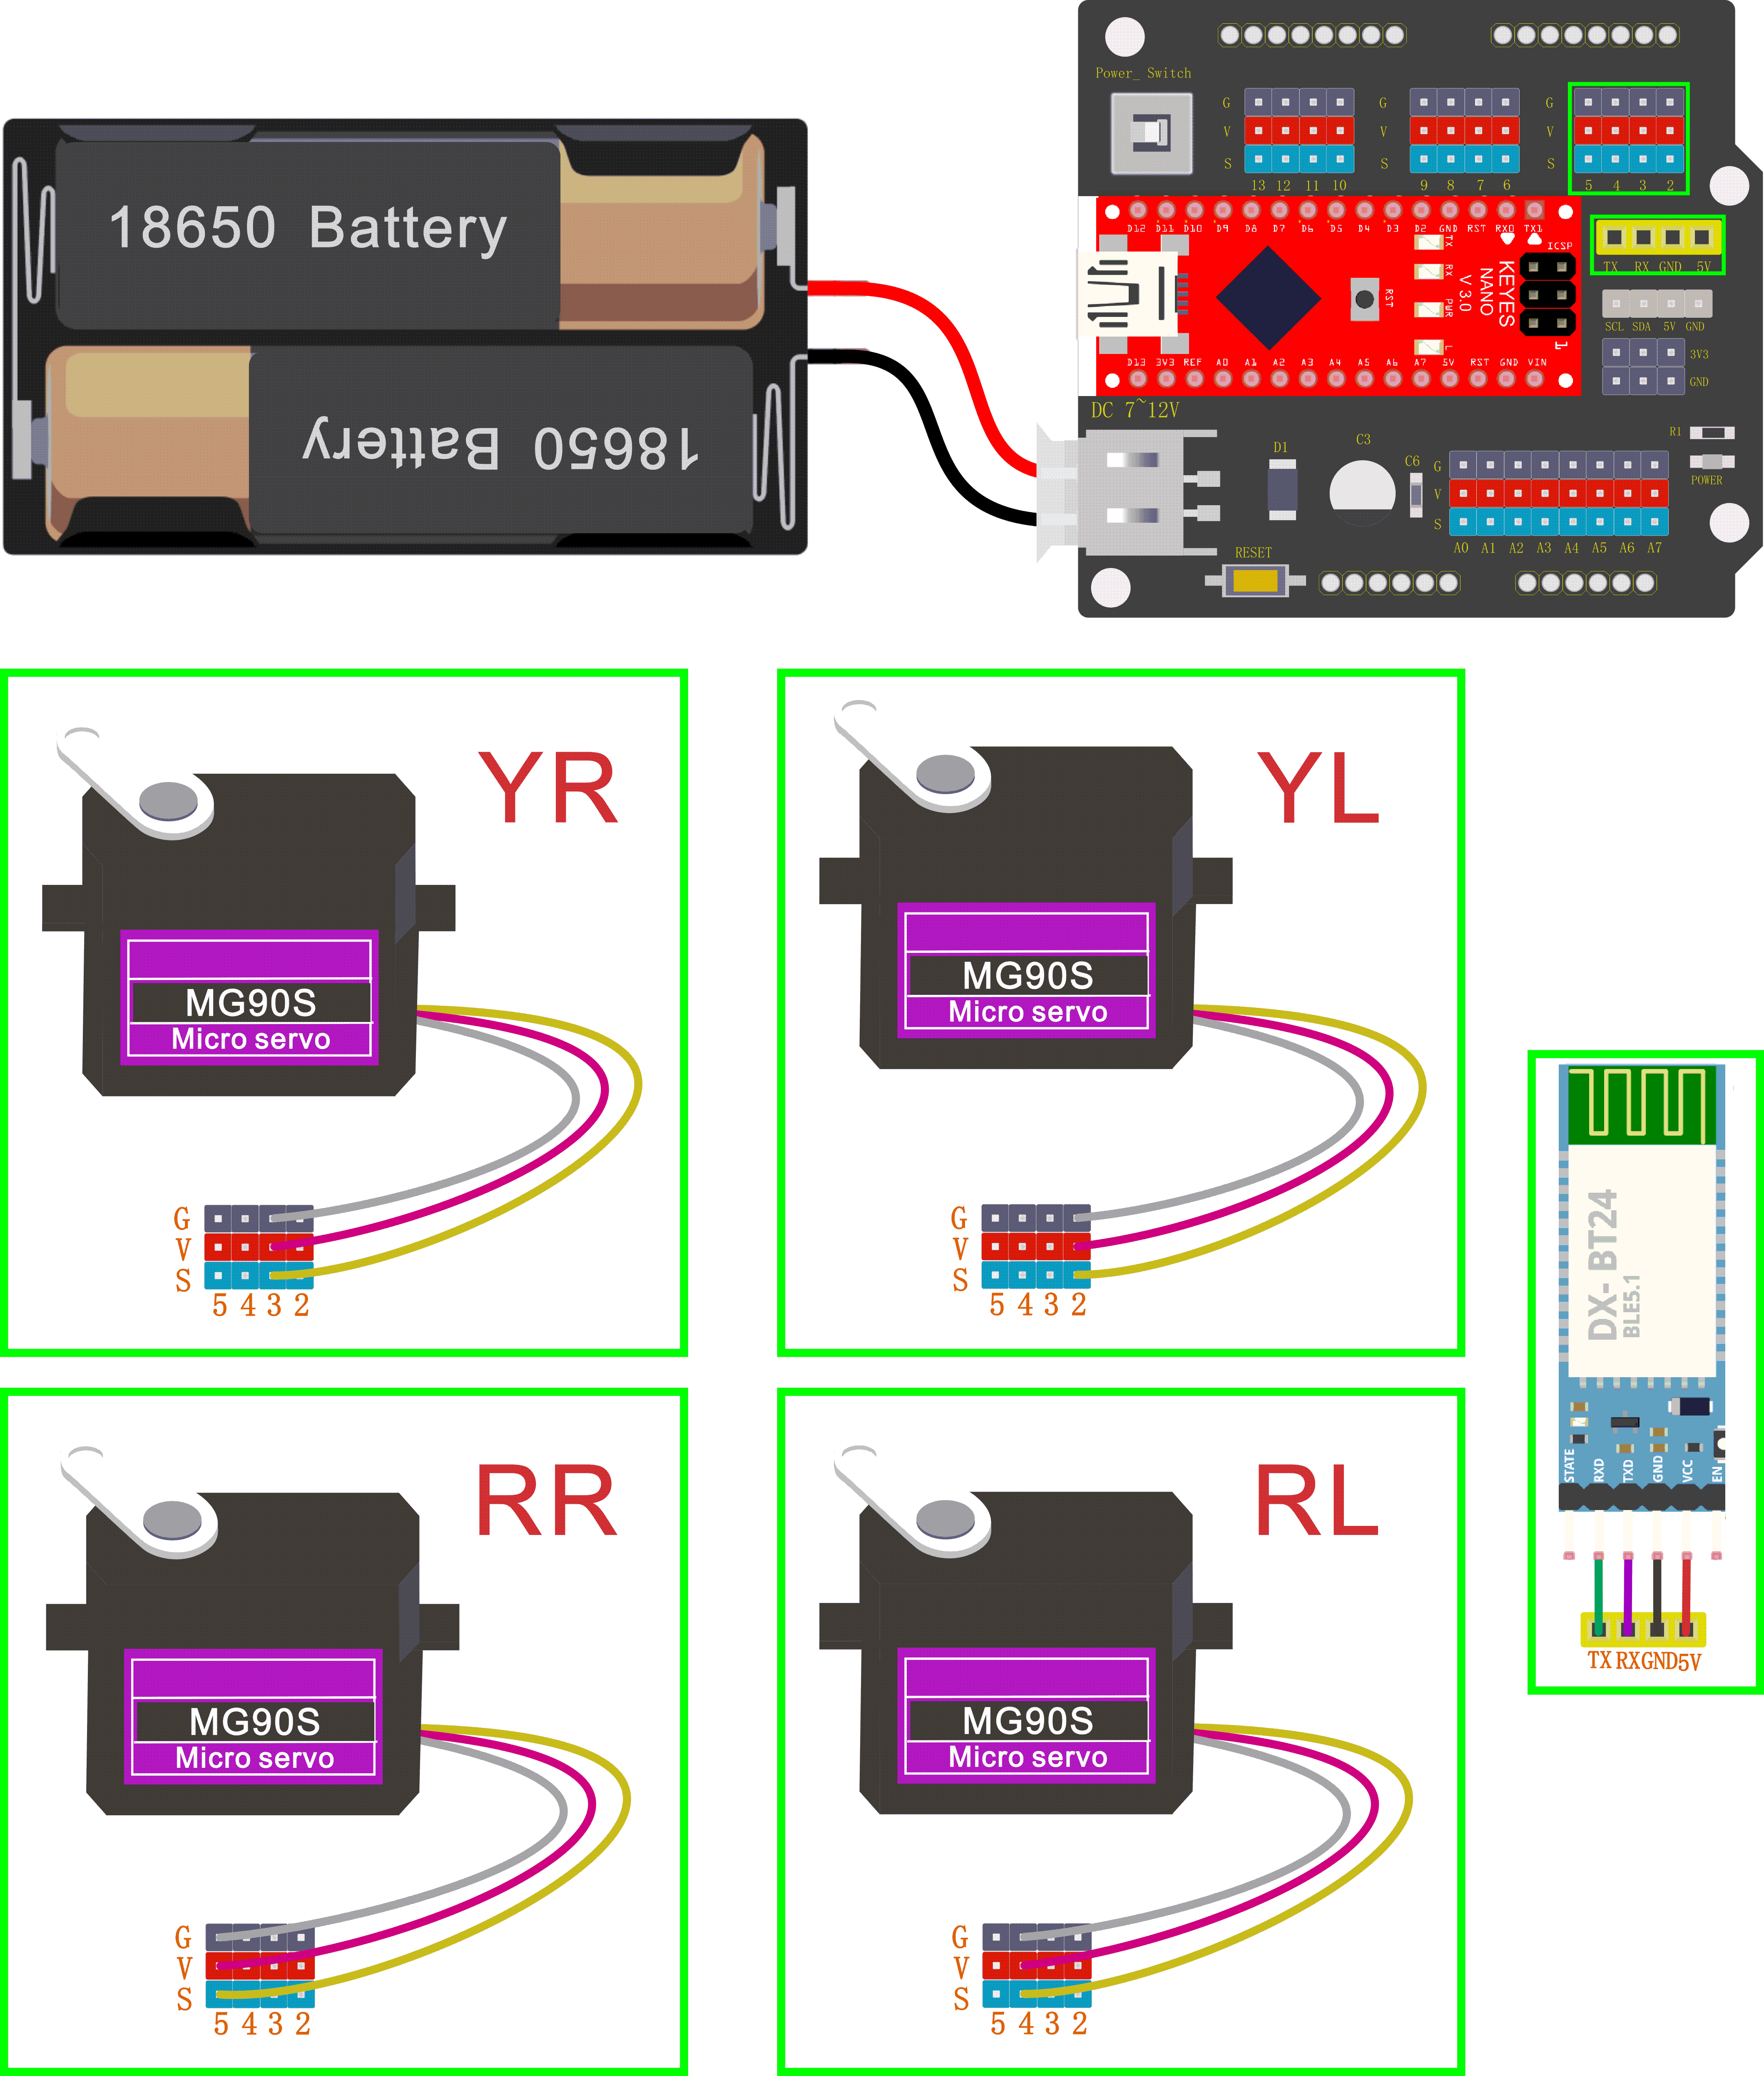 Power_ Switch
G
V
S
13 12 11 10
G
V
S
9 8 7 6
G
V
S
5 4 3 2
18650 Battery
18650 Battery
D12 D11 D10 D9 D8 D7 D6 D5 D4 D3 D2 GND RST RX0 TX1
TX
RX
PWR
L
RST
KEYES
NANO
V 3.0
ICSP
1
D13 3V3 REF A0 A1 A2 A3 A4 A5 A6 A7 5V RST GND VIN
TX RX GND 5V
SCL SDA 5V GND
3V3
GND
DC 7~12V
D1
C3
C6
R1
POWER
G
V
S
A0 A1 A2 A3 A4 A5 A6 A7
RESET
YR
MG90S
Micro servo
G
V
S
5 4 3 2
YL
MG90S
Micro servo
G
V
S
5 4 3 2
DX- BT24
BLE5.1
STATE
RXD
TXD
GND
VCC
EN
TX RX GND 5V
RR
MG90S
Micro servo
G
V
S
5 4 3 2
RL
MG90S
Micro servo
G
V
S
5 4 3 2